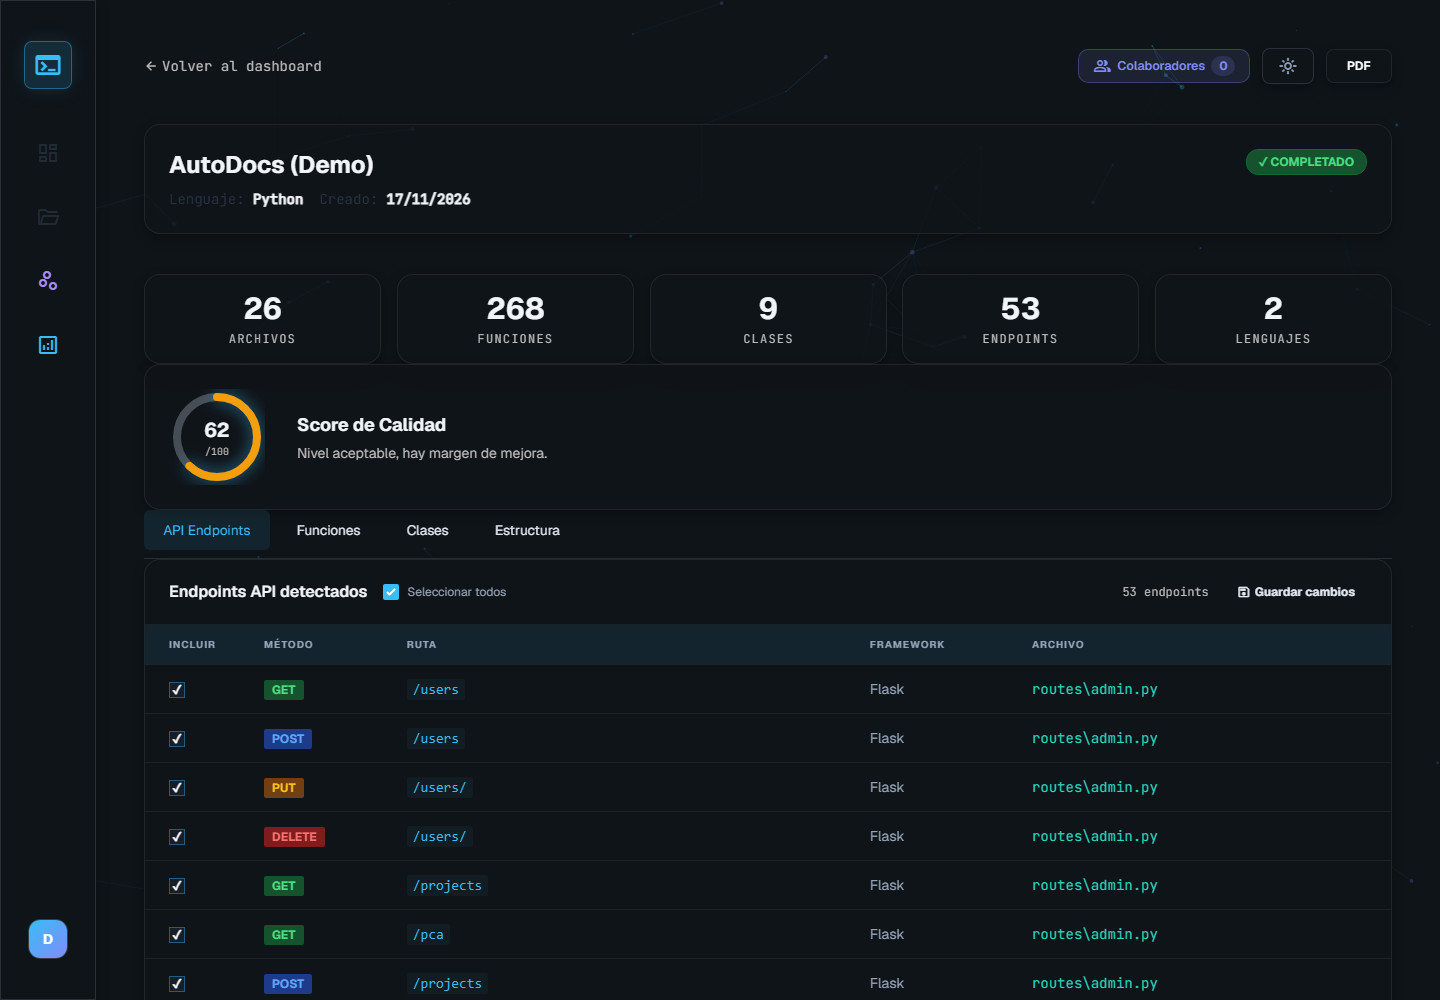 ← Volver al dashboard
Colaboradores 0
PDF
AutoDocs (Demo)
✓ COMPLETADO
Lenguaje: Python Creado: 17/11/2026
26
ARCHIVOS
268
FUNCIONES
9
CLASES
53
ENDPOINTS
2
LENGUAJES
62
/100
Score de Calidad
Nivel aceptable, hay margen de mejora.
API Endpoints Funciones Clases Estructura
Endpoints API detectados Seleccionar todos 53 endpoints Guardar cambios
INCLUIR MÉTODO RUTA FRAMEWORK ARCHIVO
GET /users Flask routes\admin.py
POST /users Flask routes\admin.py
PUT /users/ Flask routes\admin.py
DELETE /users/ Flask routes\admin.py
GET /projects Flask routes\admin.py
GET /pca Flask routes\admin.py
POST /projects Flask routes\admin.py
D